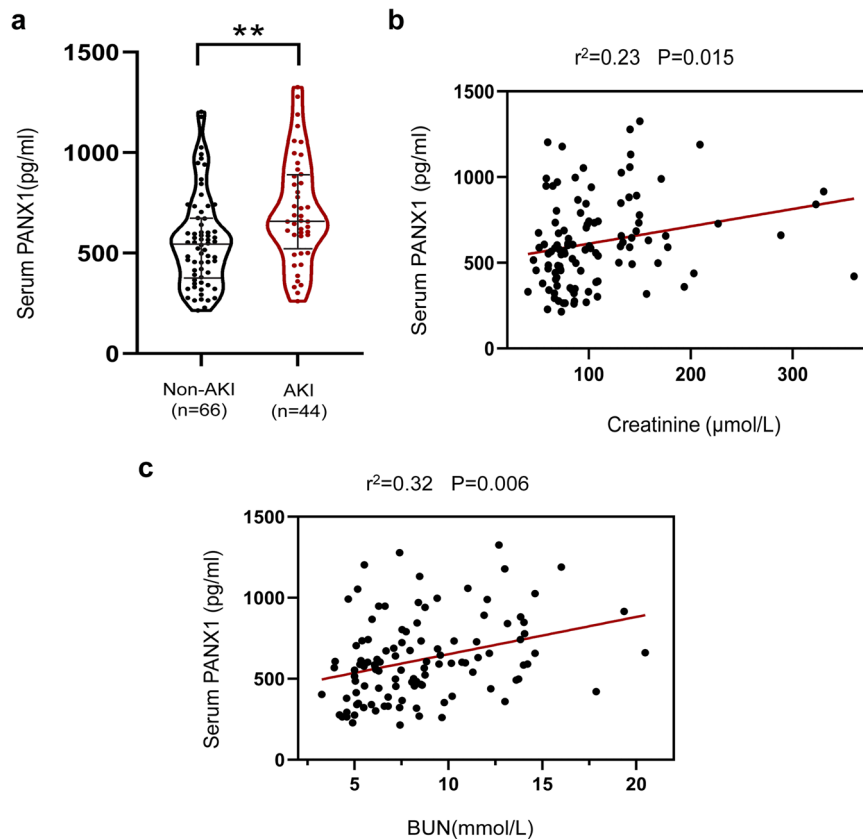 a
**
Serum PANX1(pg/ml)
1500
1000
500
0
Non-AKI
(n=66)
AKI
(n=44)
b
r²=0.23 P=0.015
Serum PANX1 (pg/ml)
1500
1000
500
0
100
200
300
Creatinine (μmol/L)
c
r²=0.32 P=0.006
Serum PANX1 (pg/ml)
1500
1000
500
0
5
10
15
20
BUN(mmol/L)